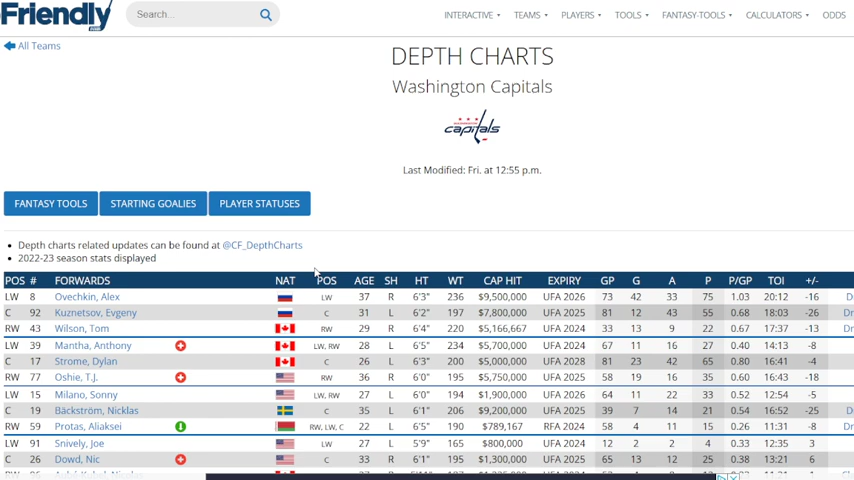 Friendly
Search...
INTERACTIVE TEAMS PLAYERS TOOLS FANTASY-TOOLS CALCULATORS ODDS
All Teams
DEPTH CHARTS
Washington Capitals
capitals
Last Modified: Fri. at 12:55 p.m.
FANTASY TOOLS STARTING GOALIES PLAYER STATUSES
Depth charts related updates can be found at @CF_DepthCharts
2022-23 season stats displayed
POS # FORWARDS NAT POS AGE SH HT WT CAP HIT EXPIRY GP G A P P/GP TOI +/-
LW 8 Ovechkin, Alex LW 37 R 6'3" 236 $9,500,000 UFA 2026 73 42 33 75 1.03 20:12 -16
C 92 Kuznetsov, Evgeny C 31 L 6'2" 197 $7,800,000 UFA 2025 81 12 43 55 0.68 18:03 -26
RW 43 Wilson, Tom RW 29 R 6'4" 220 $5,166,667 UFA 2024 33 13 9 22 0.67 17:37 -13
LW 39 Mantha, Anthony LW, RW 28 L 6'5" 234 $5,700,000 UFA 2024 67 11 16 27 0.40 14:13 -8
C 17 Strome, Dylan C 26 L 6'3" 200 $5,000,000 UFA 2028 81 23 42 65 0.80 16:41 -4
RW 77 Oshie, T.J. RW 36 R 6'0" 195 $5,750,000 UFA 2025 58 19 16 35 0.60 16:43 -18
LW 15 Milano, Sonny LW, RW 27 L 6'0" 194 $1,900,000 UFA 2026 64 11 22 33 0.52 12:54 -5
C 19 Bäckström, Nicklas C 35 L 6'1" 206 $9,200,000 UFA 2025 39 7 14 21 0.54 16:52 -25
RW 59 Protas, Aliaksei RW, LW, C 22 L 6'5" 190 $789,167 RFA 2024 58 4 11 15 0.26 11:31 -8
LW 91 Snively, Joe LW 27 L 5'9" 165 $800,000 UFA 2024 12 2 2 4 0.33 12:35 3
C 26 Dowd, Nic C 33 R 6'1" 195 $1,300,000 UFA 2025 65 13 12 25 0.38 13:21 6